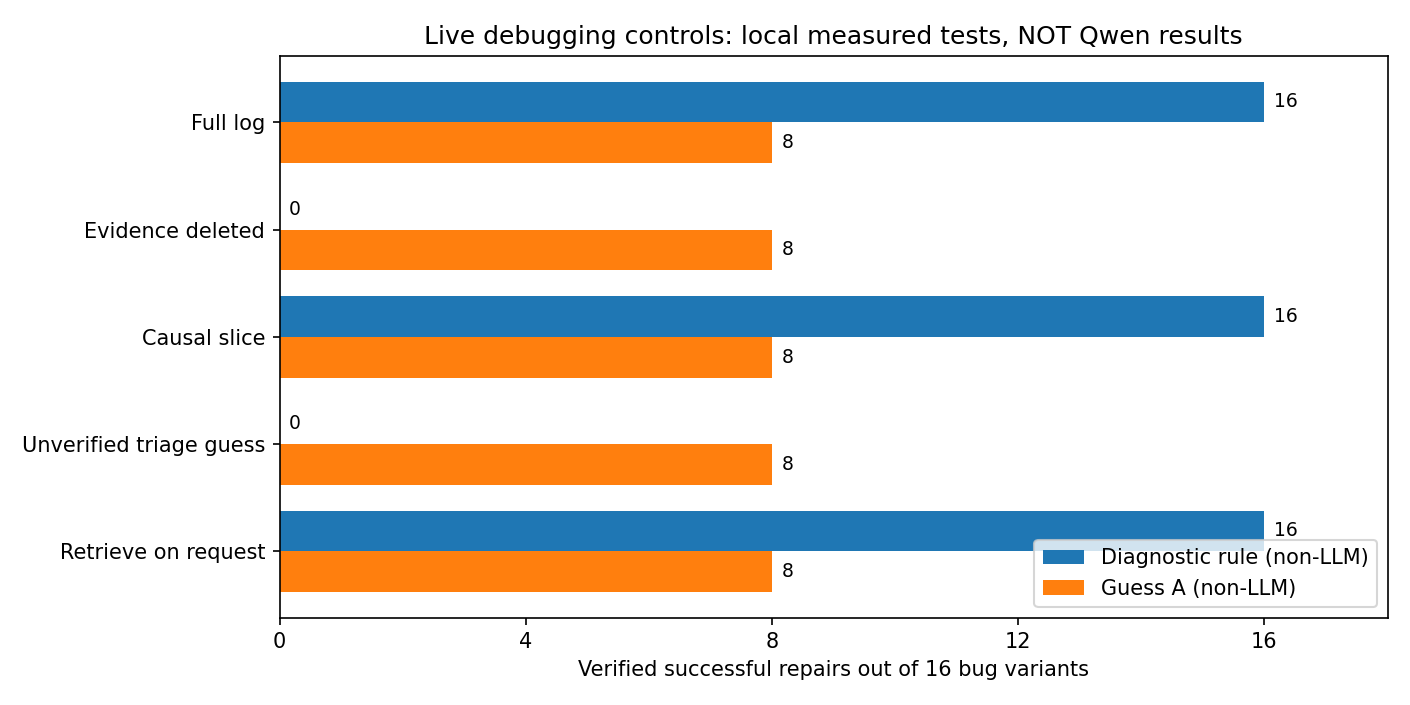 Live debugging controls: local measured tests, NOT Qwen results
Full log
16
8
Evidence deleted
0
8
Causal slice
16
8
Unverified triage guess
0
8
Retrieve on request
16
8
Diagnostic rule (non-LLM)
Guess A (non-LLM)
0 4 8 12 16
Verified successful repairs out of 16 bug variants